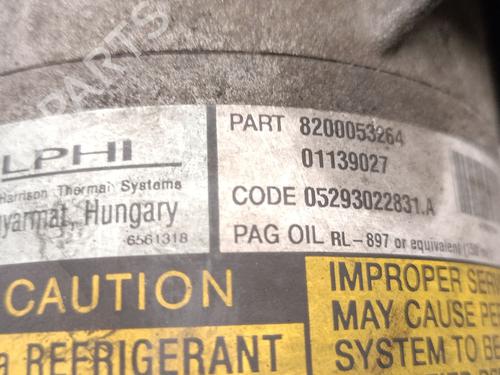 PARTS
PART 8200053264
01139027
LPHI
Harrison Thermal Systems
yarmat, Hungary
6561318
CODE 05293022831.A
PAG OIL RL-897 or equivalent
CAUTION
a REFRIGERANT
IMPROPER SER
MAY CAUSE PE
SYSTEM TO BE